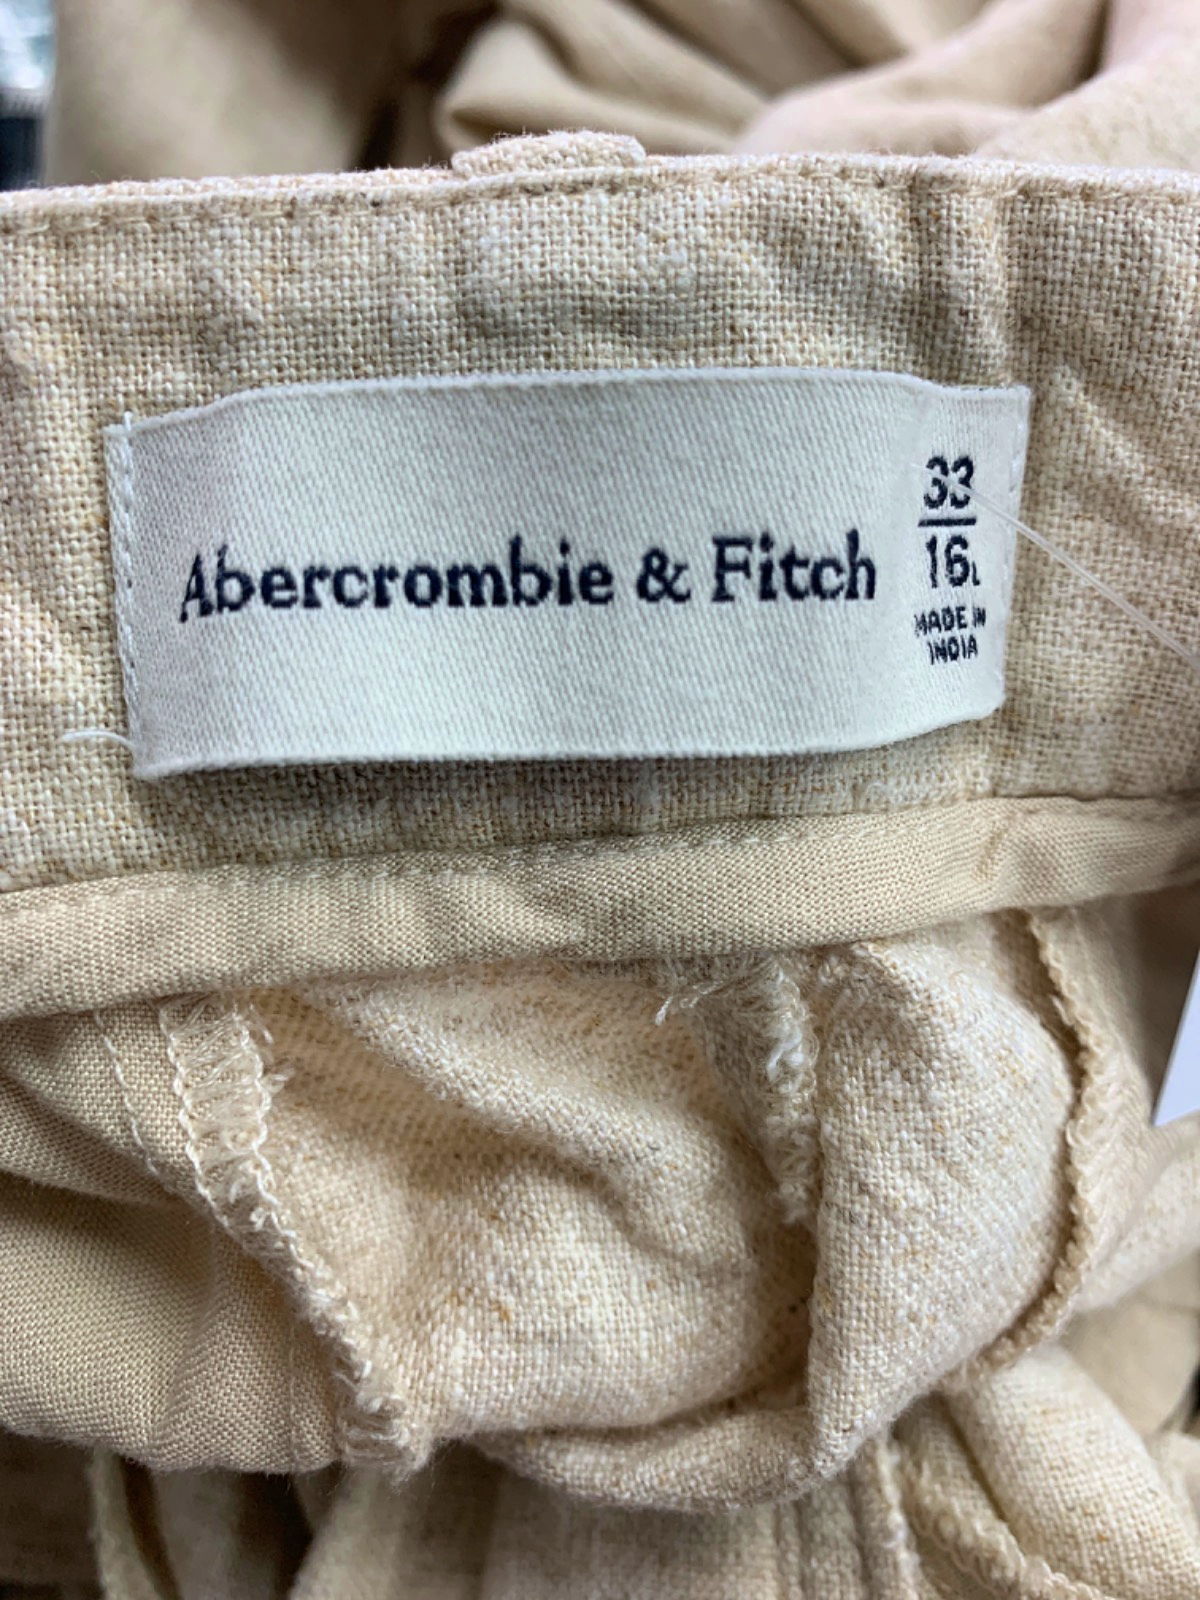 Abercrombie & Fitch
33
16L
MADE IN
INDIA